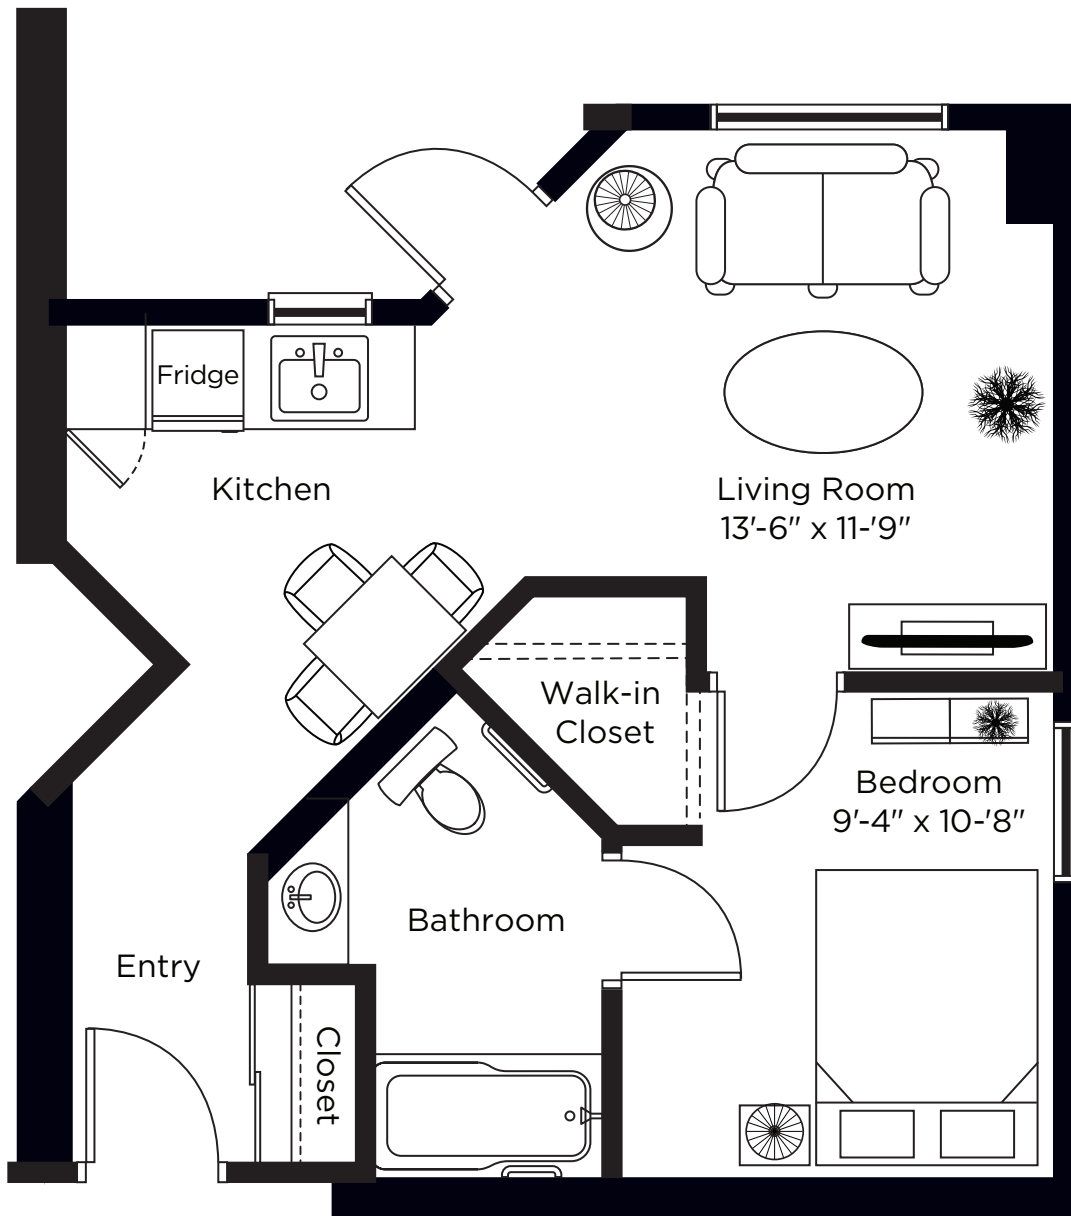 Fridge
Kitchen
Living Room
13'-6" x 11-'9"
Walk-in
Closet
Bedroom
9'-4" x 10-'8"
Bathroom
Entry
Closet